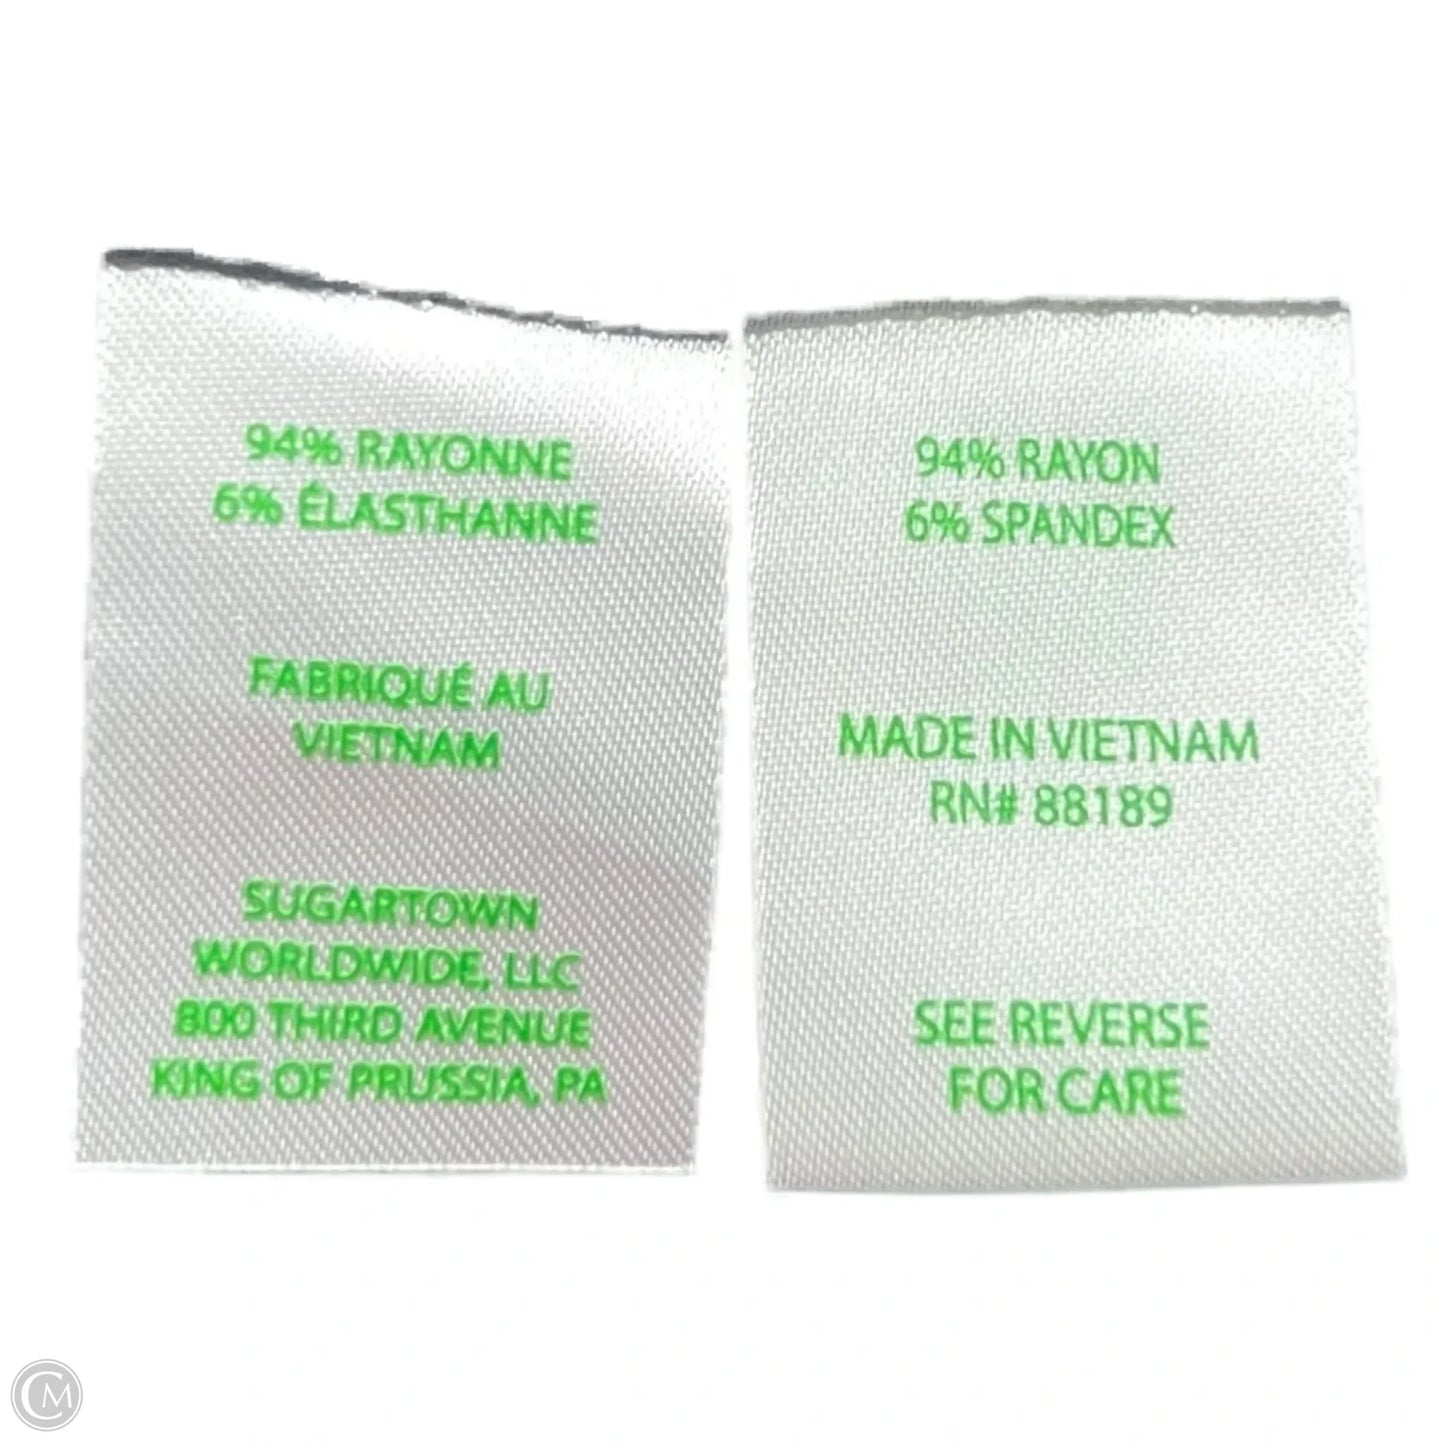 94% RAYONNE
6% ÉLASTHANNE
FABRIQUÉ AU
VIETNAM
SUGARTOWN
WORLDWIDE, LLC
800 THIRD AVENUE
KING OF PRUSSIA, PA
94% RAYON
6% SPANDEX
MADE IN VIETNAM
RN# 88189
SEE REVERSE
FOR CARE
CM